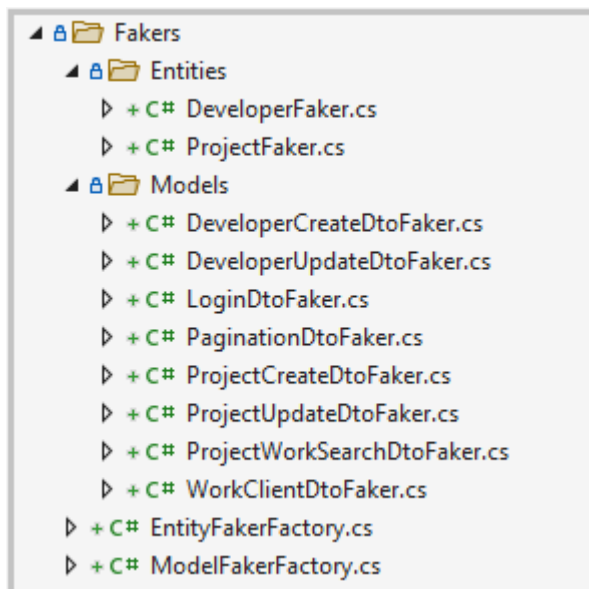 Fakers
Entities
+ C# DeveloperFaker.cs
+ C# ProjectFaker.cs
Models
+ C# DeveloperCreateDtoFaker.cs
+ C# DeveloperUpdateDtoFaker.cs
+ C# LoginDtoFaker.cs
+ C# PaginationDtoFaker.cs
+ C# ProjectCreateDtoFaker.cs
+ C# ProjectUpdateDtoFaker.cs
+ C# ProjectWorkSearchDtoFaker.cs
+ C# WorkClientDtoFaker.cs
+ C# EntityFakerFactory.cs
+ C# ModelFakerFactory.cs